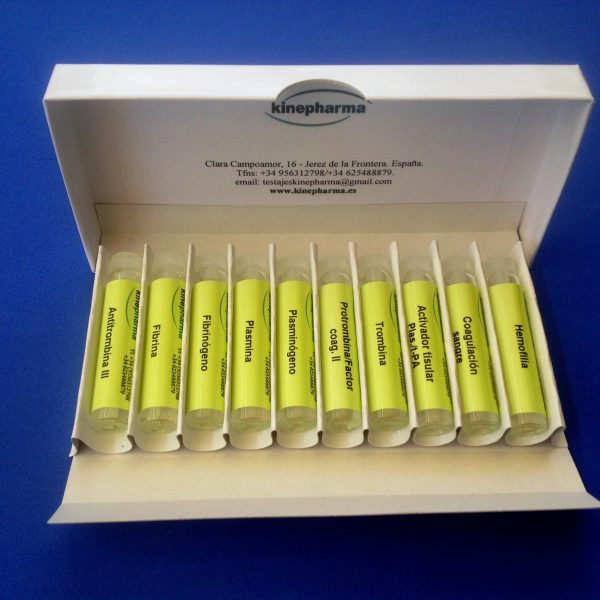 kinepharma
Clara Campoamor, 16 - Jerez de la Frontera. España.
Tfns: +34 956312798/+34 625488879.
email: testajeskinepharma@gmail.com
www.kinepharma.es
Antitrombina III
Fibrina
Fibrinógeno
Plasmina
Plasminógeno
Protrombina/Factor
coag. II
Trombina
Activador tisular
Plas./t-PA
Coagulación
sangre
Hemofilia